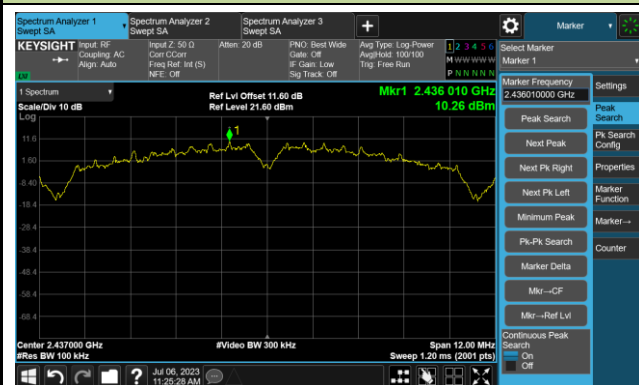 Spectrum Analyzer 1
Swept SA
Spectrum Analyzer 2
Swept SA
Spectrum Analyzer 3
Swept SA
+
Marker
KEYSIGHT
Input: RF
Coupling: AC
Align: Auto
Input Z: 50 Ω
Corr CCorr
Freq Ref: Int (S)
NFE: Off
Atten: 20 dB
PNO: Best Wide
Gate: Off
IF Gain: Low
Sig Track: Off
Avg Type: Log-Power
Avg|Hold: 100/100
Trig: Free Run
1 2 3 4 5 6
M W W W W W
P N N N N N
LXI
Select Marker
Marker 1
1 Spectrum
Scale/Div 10 dB
Log
Ref Lvl Offset 11.60 dB
Ref Level 21.60 dBm
Mkr1 2.436 010 GHz
10.26 dBm
1
11.6
1.60
-8.40
-18.4
-28.4
-38.4
-48.4
-58.4
-68.4
Center 2.437000 GHz
#Res BW 100 kHz
#Video BW 300 kHz
Span 12.00 MHz
Sweep 1.20 ms (2001 pts)
Marker Frequency
2.436010000 GHz
Peak Search
Next Peak
Next Pk Right
Next Pk Left
Minimum Peak
Pk-Pk Search
Marker Delta
Mkr→CF
Mkr→Ref Lvl
Continuous Peak
Search
On
Off
Settings
Peak
Search
Pk Search
Config
Properties
Marker
Function
Marker→
Counter
?
Jul 06, 2023
11:25:28 AM